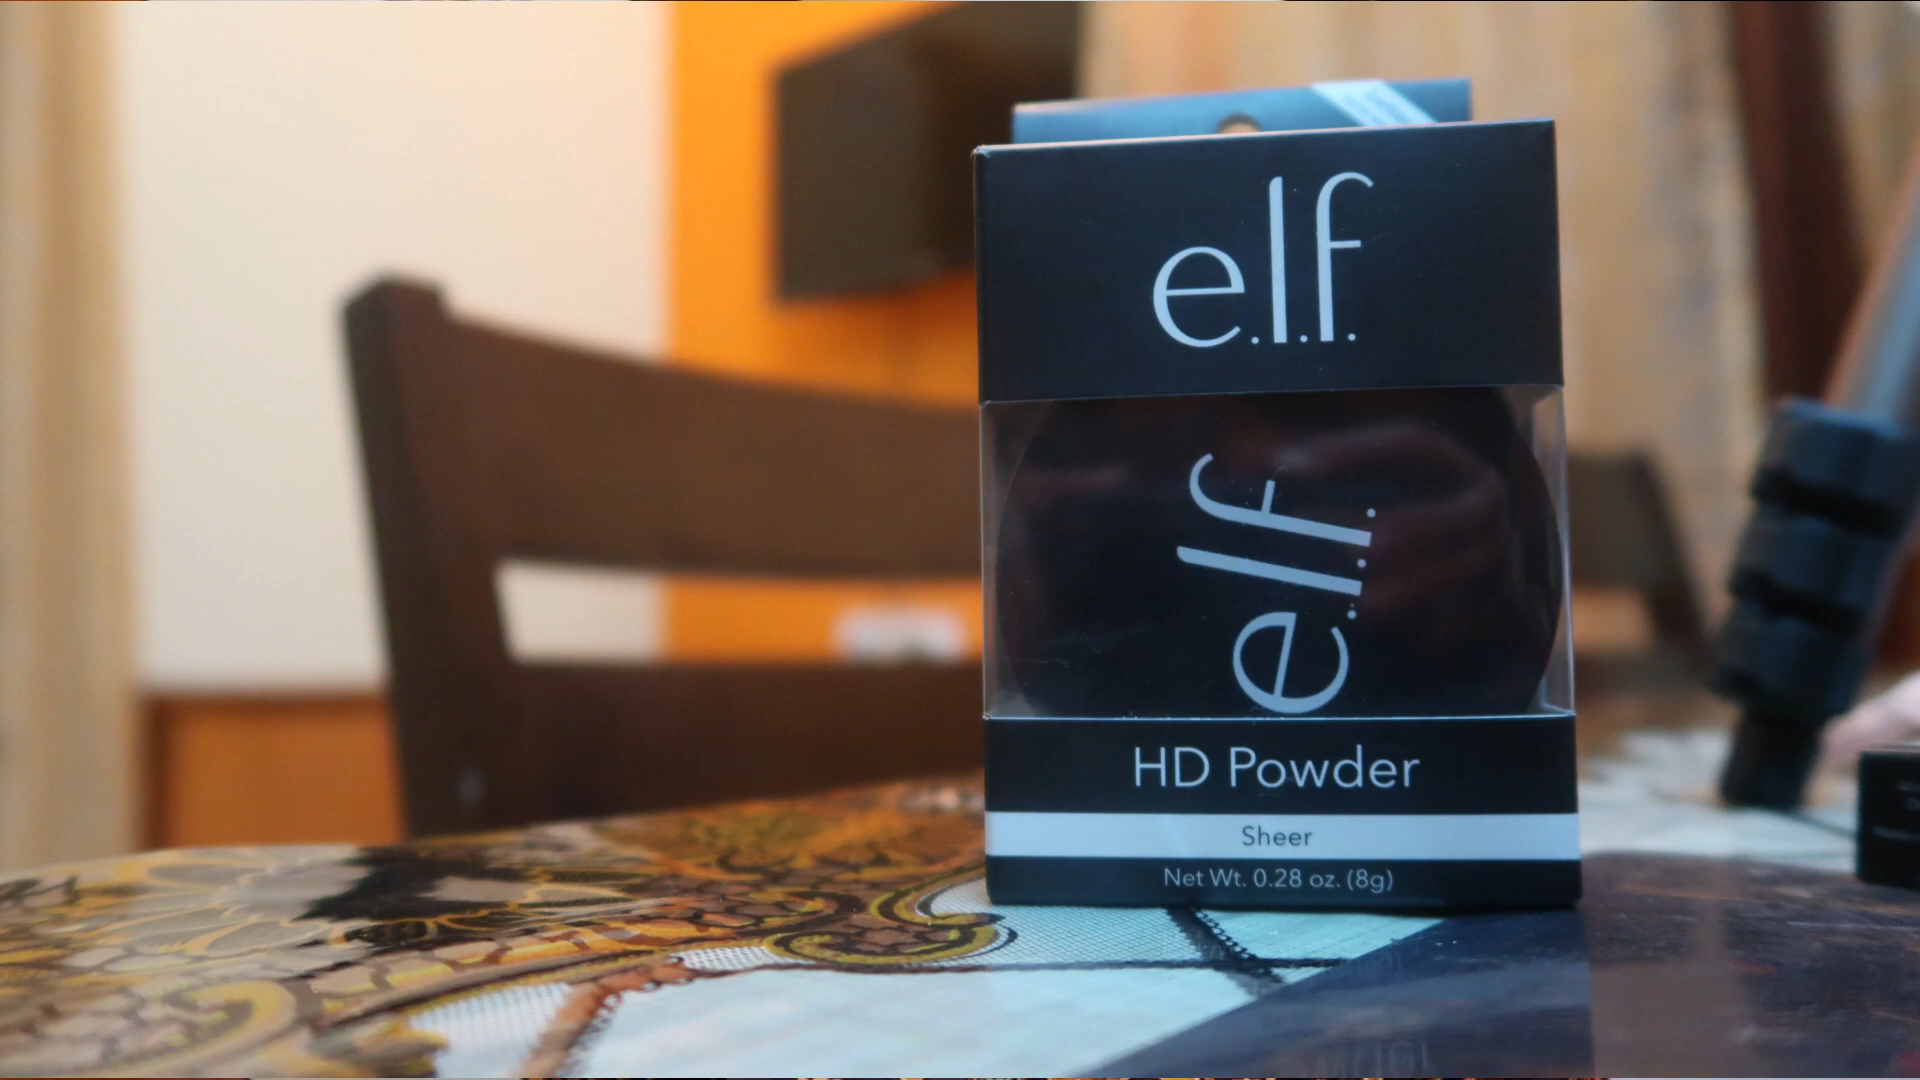 e.l.f.
e.l.f.
HD Powder
Sheer
Net Wt. 0.28 oz. (8g)